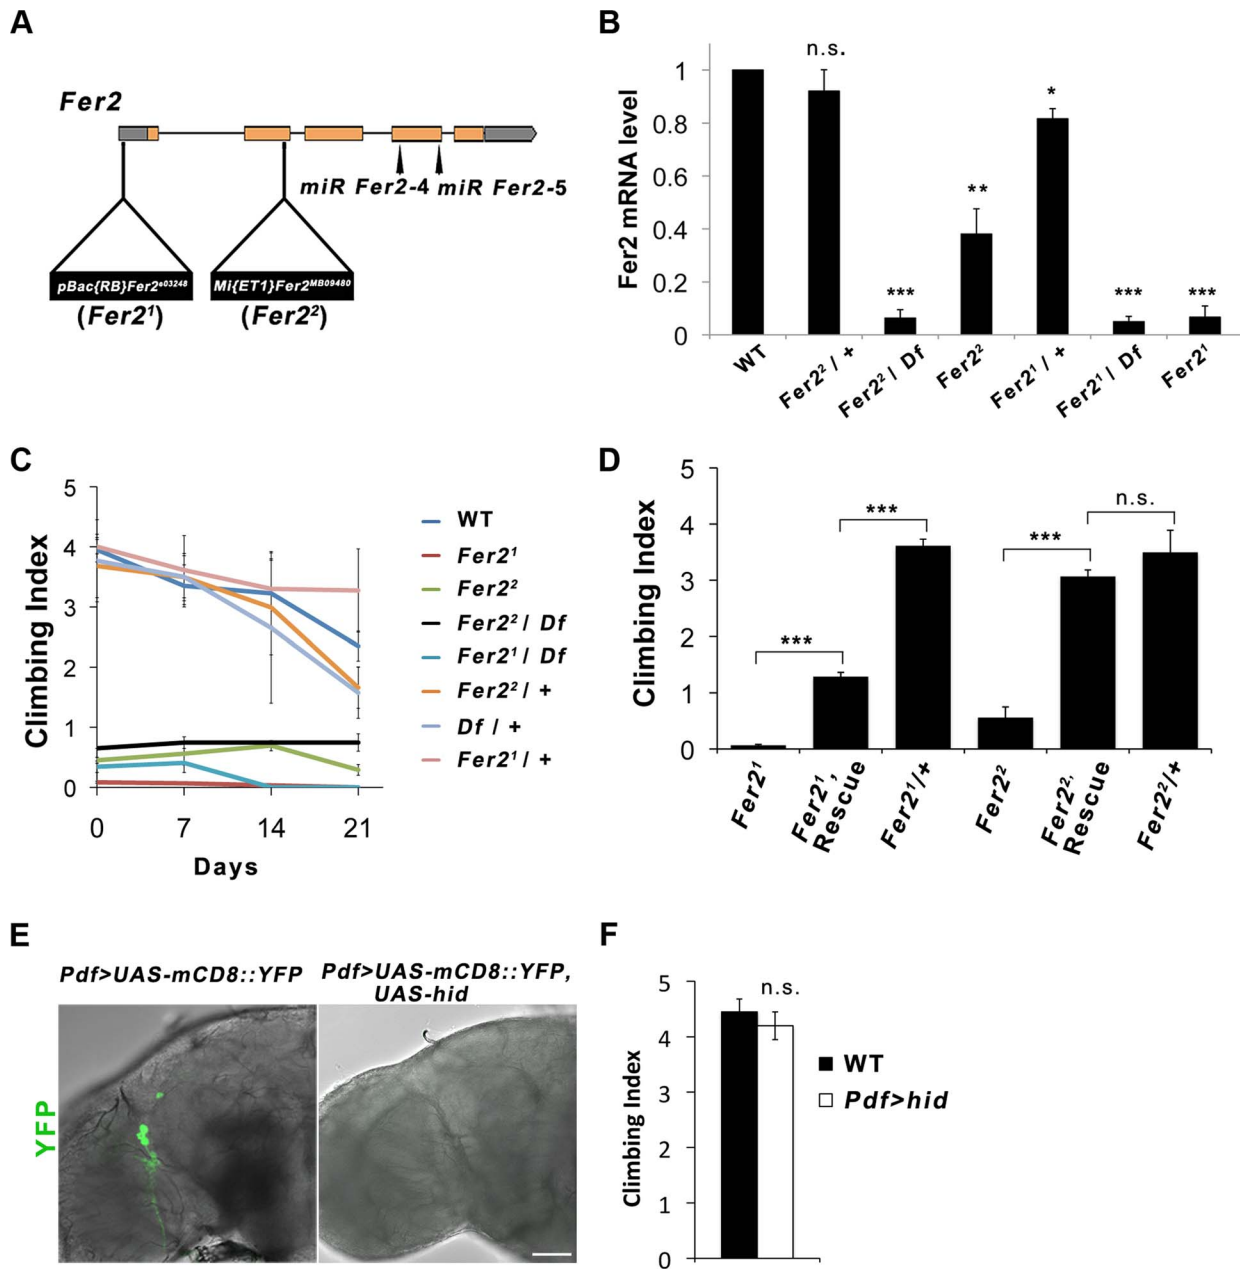 A
Fer2
miR Fer2-4 miR Fer2-5
pBac{RB}Fer2e03248
Mi{ET1}Fer2MB09480
(Fer2¹)
(Fer2²)
B
Fer2 mRNA level
1
0.8
0.6
0.4
0.2
0
n.s.
***
**
*
***
***
WT
Fer2² / +
Fer2² / Df
Fer2²
Fer2¹ / +
Fer2¹ / Df
Fer2¹
C
Climbing Index
5
4
3
2
1
0
0 7 14 21
Days
WT
Fer2¹
Fer2²
Fer2² / Df
Fer2¹ / Df
Fer2² / +
Df / +
Fer2¹ / +
D
Climbing Index
5
4
3
2
1
0
***
***
***
n.s.
Fer2¹
Fer2¹,
Rescue
Fer2¹/+
Fer2²
Fer2²,
Rescue
Fer2²/+
E
Pdf>UAS-mCD8::YFP
Pdf>UAS-mCD8::YFP,
UAS-hid
YFP
F
Climbing Index
5
4
3
2
1
0
n.s.
WT
Pdf>hid